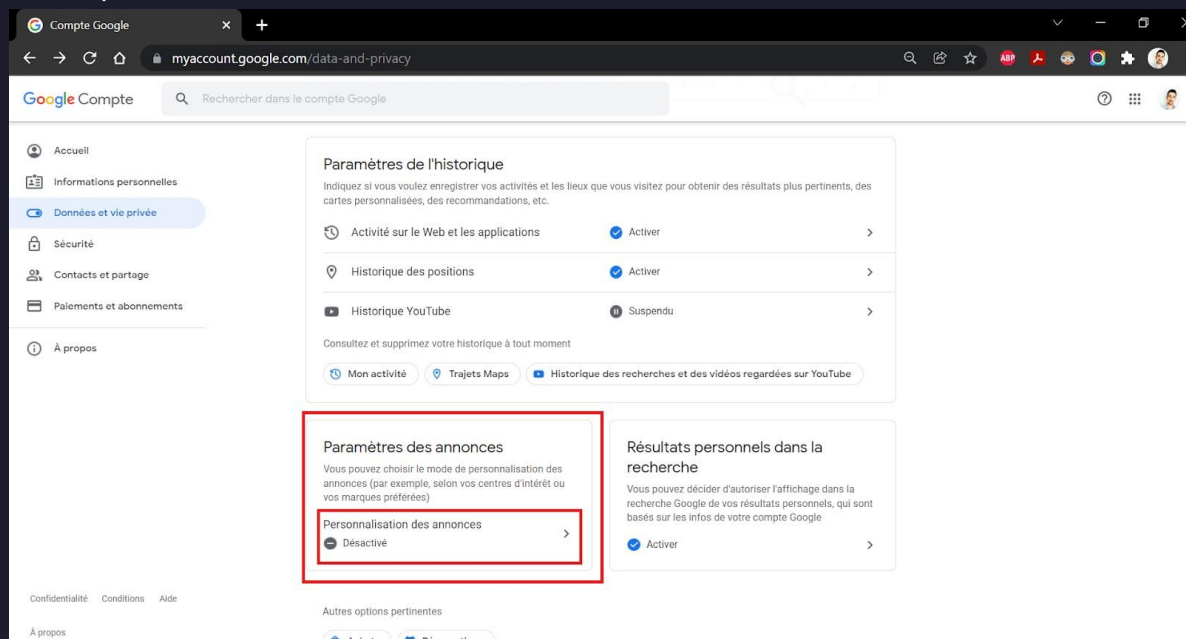 Compte Google
myaccount.google.com/data-and-privacy
ABP
Google Compte
Rechercher dans le compte Google
Accueil
Informations personnelles
Données et vie privée
Sécurité
Contacts et partage
Paiements et abonnements
À propos
Paramètres de l'historique
Indiquez si vous voulez enregistrer vos activités et les lieux que vous visitez pour obtenir des résultats plus pertinents, des
cartes personnalisées, des recommandations, etc.
Activité sur le Web et les applications
Activer
Historique des positions
Activer
Historique YouTube
Suspendu
Consultez et supprimez votre historique à tout moment
Mon activité
Trajets Maps
Historique des recherches et des vidéos regardées sur YouTube
Paramètres des annonces
Vous pouvez choisir le mode de personnalisation des
annonces (par exemple, selon vos centres d'intérêt ou
vos marques préférées)
Personnalisation des annonces
Désactivé
Résultats personnels dans la
recherche
Vous pouvez décider d'autoriser l'affichage dans la
recherche Google de vos résultats personnels, qui sont
basés sur les infos de votre compte Google
Activer
Autres options pertinentes
Confidentialité Conditions Aide
À propos